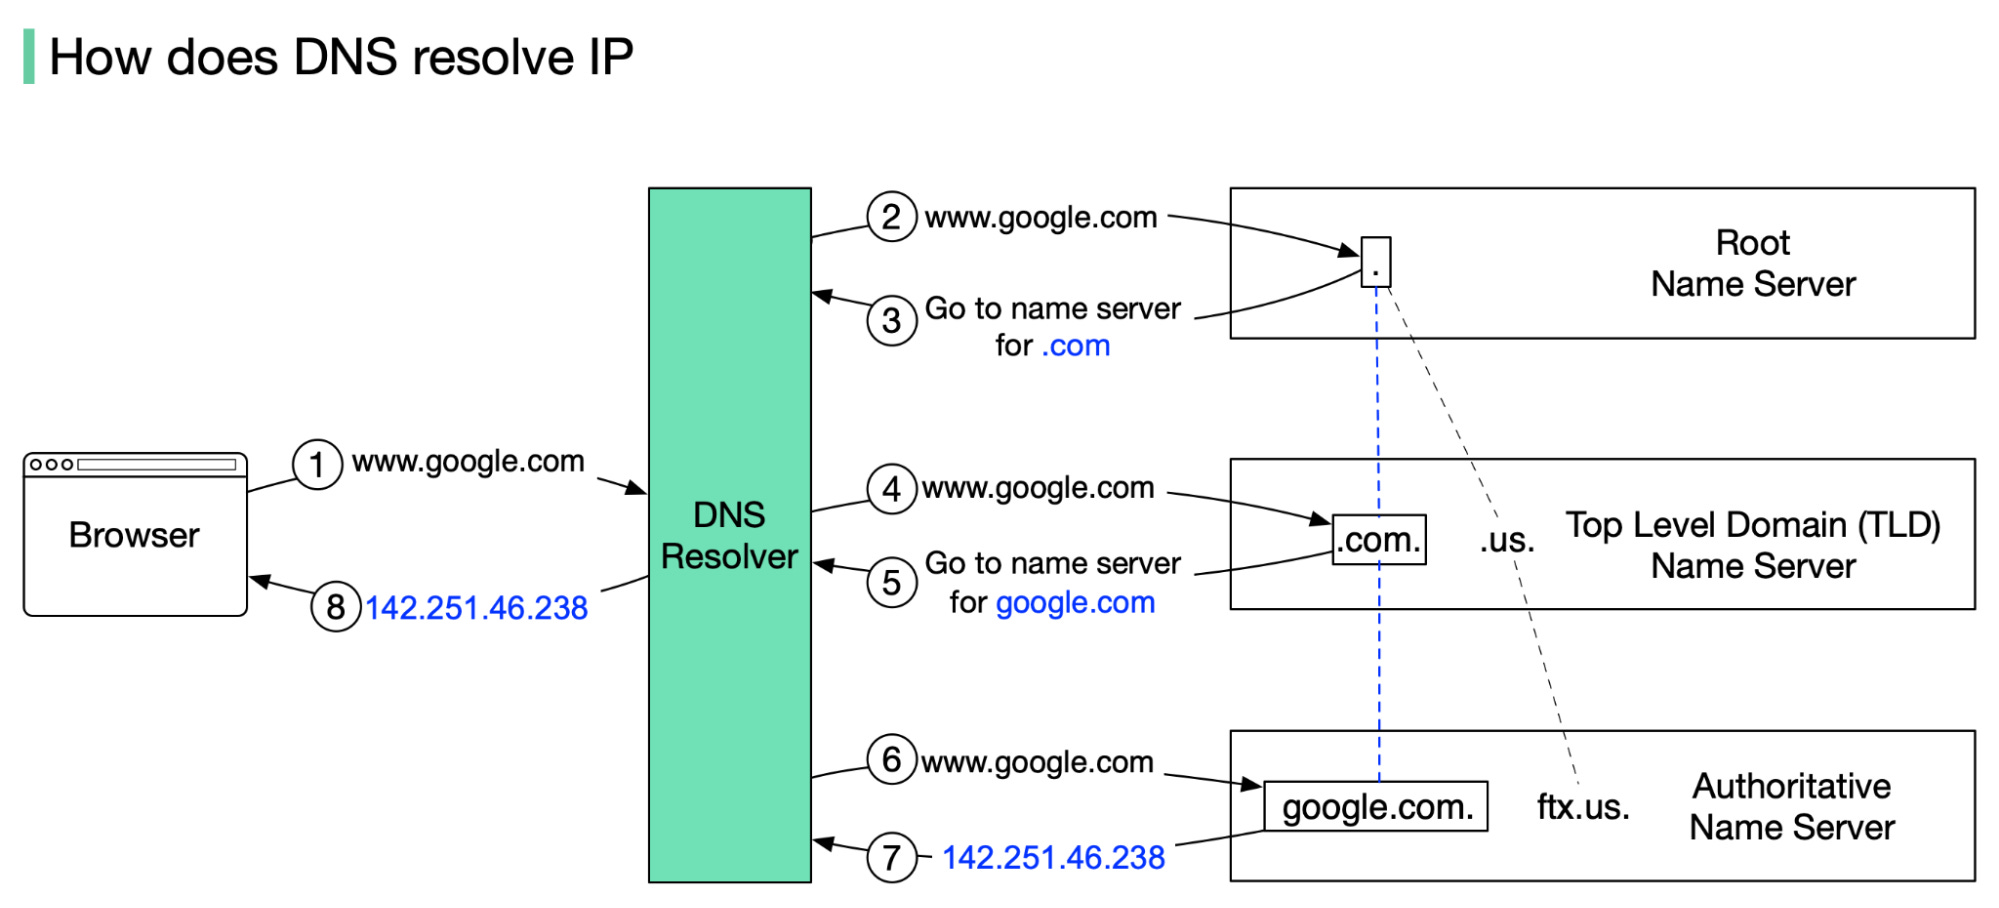 How does DNS resolve IP
2 www.google.com
Root
Name Server
.
3 Go to name server
for .com
1 www.google.com
Browser
8 142.251.46.238
DNS
Resolver
4 www.google.com
.com.
.us.
Top Level Domain (TLD)
Name Server
5 Go to name server
for google.com
6 www.google.com
google.com.
ftx.us.
Authoritative
Name Server
7 142.251.46.238